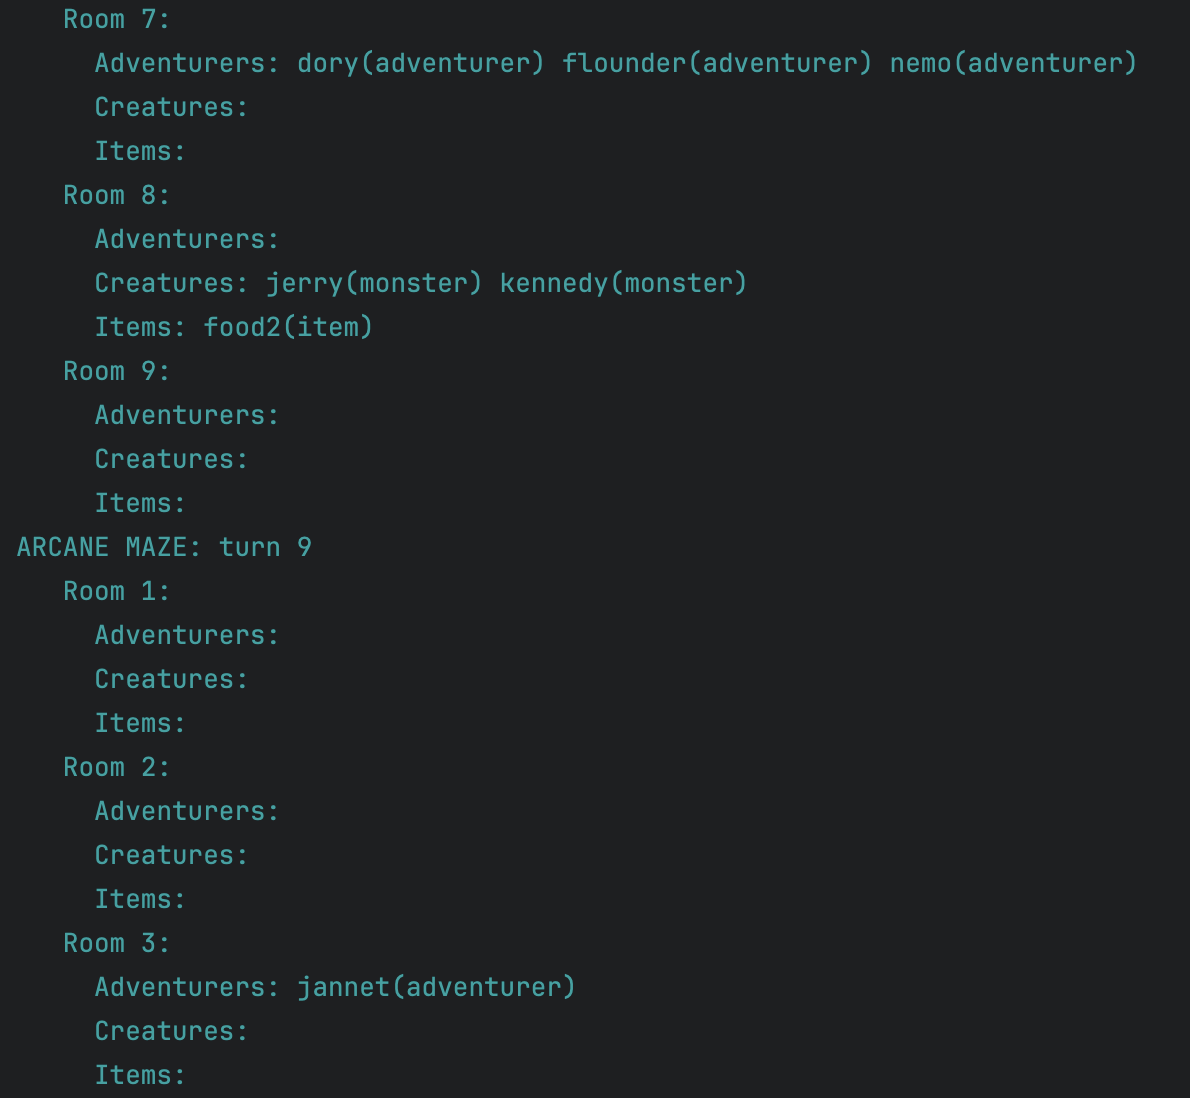 Room 7:
Adventurers: dory(adventurer) flounder(adventurer) nemo(adventurer)
Creatures:
Items:
Room 8:
Adventurers:
Creatures: jerry(monster) kennedy(monster)
Items: food2(item)
Room 9:
Adventurers:
Creatures:
Items:
ARCANE MAZE: turn 9
Room 1:
Adventurers:
Creatures:
Items:
Room 2:
Adventurers:
Creatures:
Items:
Room 3:
Adventurers: jannet(adventurer)
Creatures:
Items: